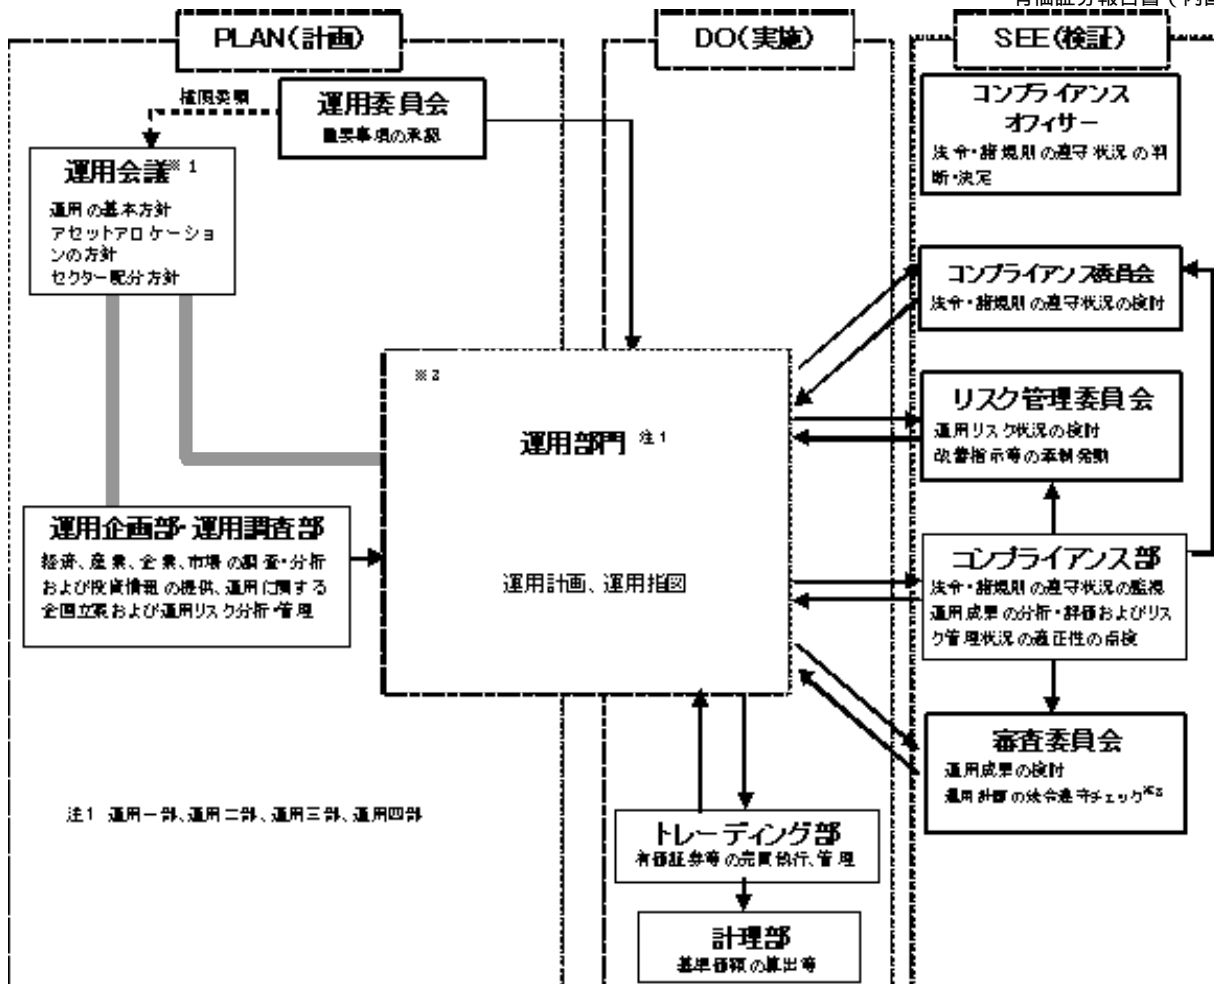 有価証券報告書（内国
PLAN(計画)
DO(実施)
SEE(検証)
権限委譲
運用委員会
重要事項の承認
運用会議※1
運用の基本方針
アセットアロケーショ
ンの方針
セクター配分方針
コンプライアンス
オフィサー
法令・諸規則の遵守状況の判
断・決定
コンプライアンス委員会
法令・諸規則の遵守状況の検討
※2
運用部門 注1
運用計画、運用指図
リスク管理委員会
運用リスク状況の検討
改善指示等の牽制発動
運用企画部・運用調査部
経済、産業、企業、市場の調査・分析
および投資情報の提供、運用に関する
企画立案および運用リスク分析・管理
コンプライアンス部
法令・諸規則の遵守状況の監視
運用成果の分析・評価およびリス
ク管理状況の適正性の点検
審査委員会
運用成果の検討
運用計画の法令遵守チェック
注1 運用一部、運用二部、運用三部、運用四部
トレーディング部
有価証券等の売買執行、管理
計理部
基準価額の算出等